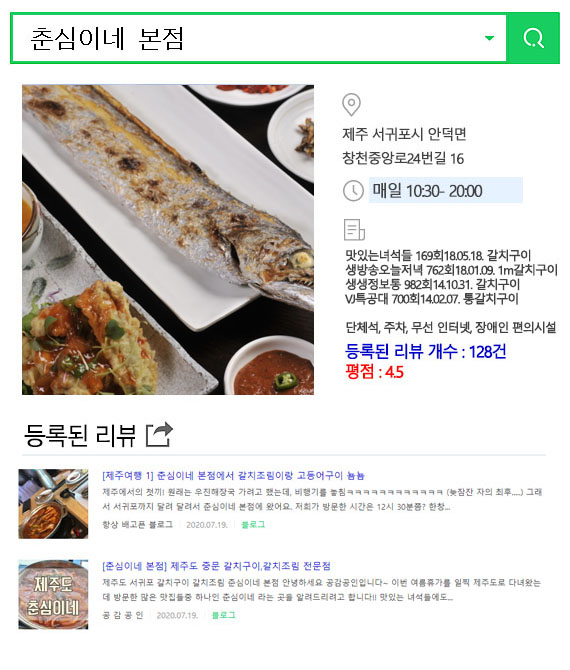 춘심이네 본점
제주 서귀포시 안덕면
창천중앙로24번길 16
매일 10:30- 20:00
맛있는녀석들 169회18.05.18. 갈치구이
생방송오늘저녁 762회18.01.09. 1m갈치구이
생생정보통 982회14.10.31. 갈치구이
VJ특공대 700회14.02.07. 통갈치구이
단체석, 주차, 무선 인터넷, 장애인 편의시설
등록된 리뷰 개수 : 128건
평점 : 4.5
등록된 리뷰
[제주여행 1] 춘심이네 본점에서 갈치조림이랑 고등어구이 뇸뇸
제주에서의 첫끼! 원래는 우진해장국 가려고 했는데, 비행기를 놓침ㅋㅋㅋㅋㅋㅋㅋㅋㅋㅋㅋㅋ (늦잠잔 자의 최후....) 그래
서 서귀포까지 달려 달려서 춘심이네 본점에 왔어요. 저희가 방문한 시간은 12시 30분쯤? 한창...
항상 배고픈 블로그 2020.07.19. 블로그
[춘심이네 본점] 제주도 중문 갈치구이,갈치조림 전문점
제주도 서귀포 갈치구이 갈치조림 춘심이네 본점 안녕하세요 공감공인입니다~ 이번 여름휴가를 일찍 제주도로 다녀왔는
데 방문한 많은 맛집들중 하나인 춘심이네 라는 곳을 알려드리려고 합니다!! 맛있는 녀석들에도...
공 감 공 인 2020.07.19. 블로그
제주도
춘심이네